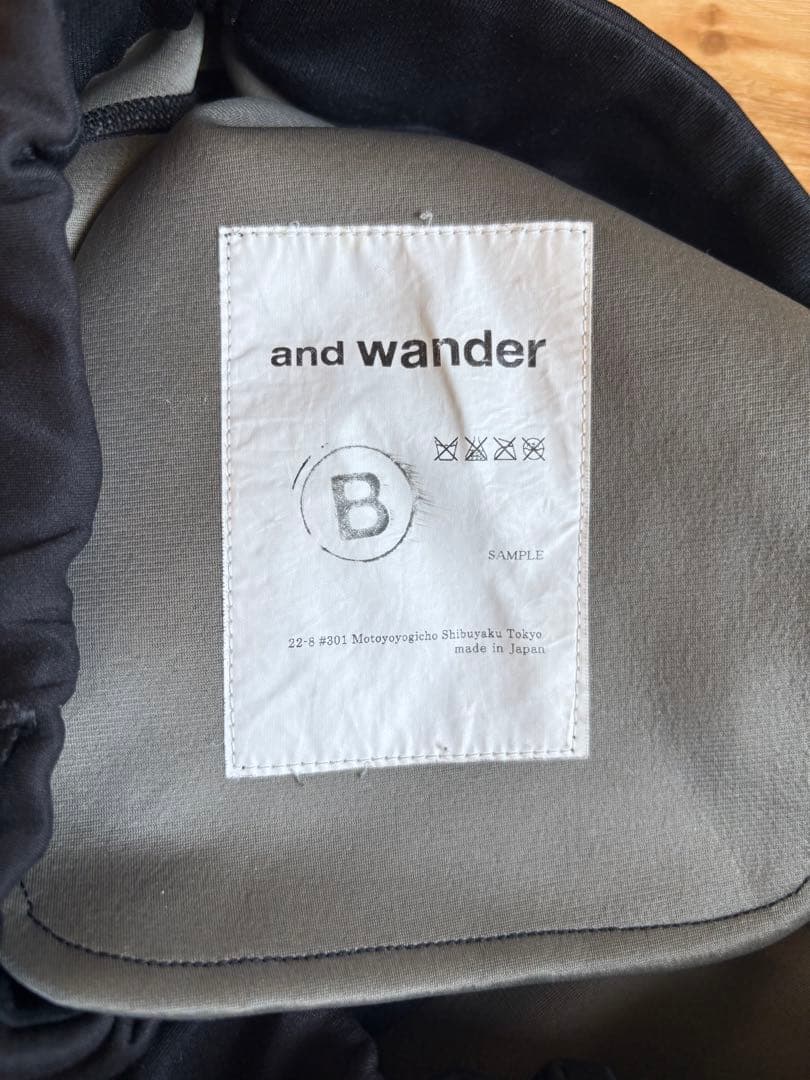 and wander
B
SAMPLE
22-8 #301 Motoyoyogicho Shibuyaku Tokyo
made in Japan